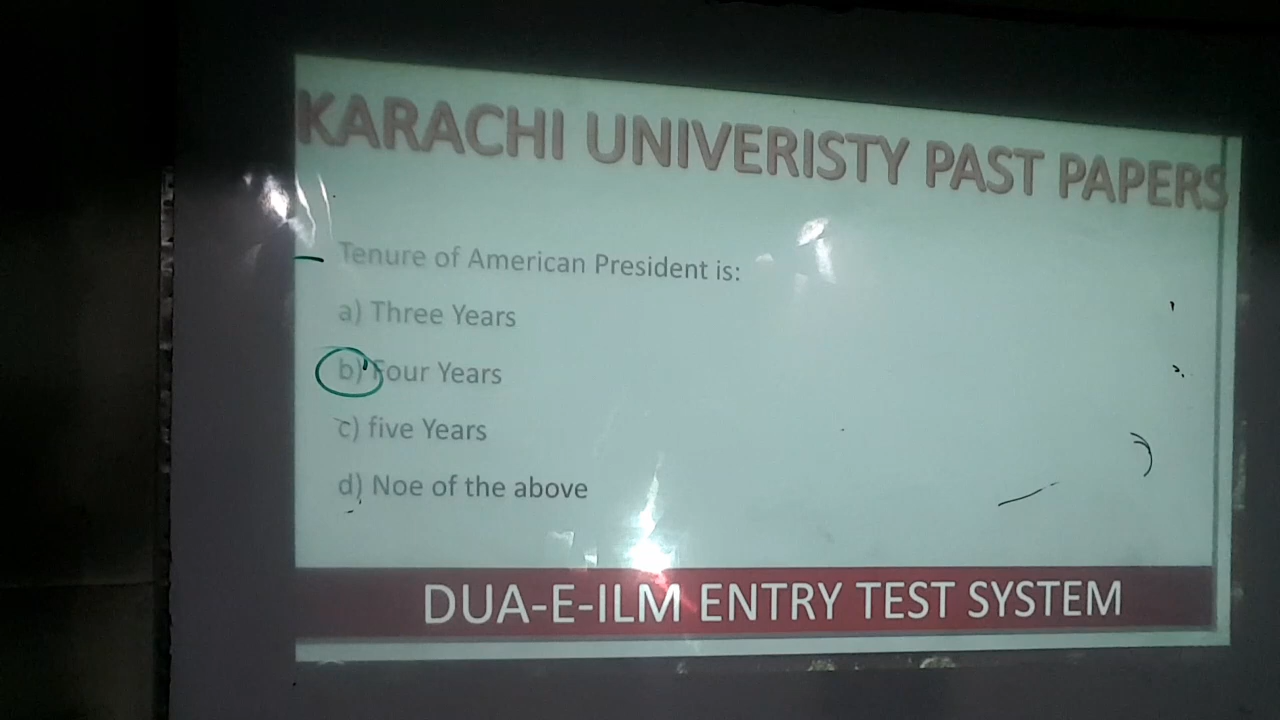 KARACHI UNIVERISTY PAST PAPERS
Tenure of American President is:
a) Three Years
b) Four Years
c) five Years
d) Noe of the above
DUA-E-ILM ENTRY TEST SYSTEM